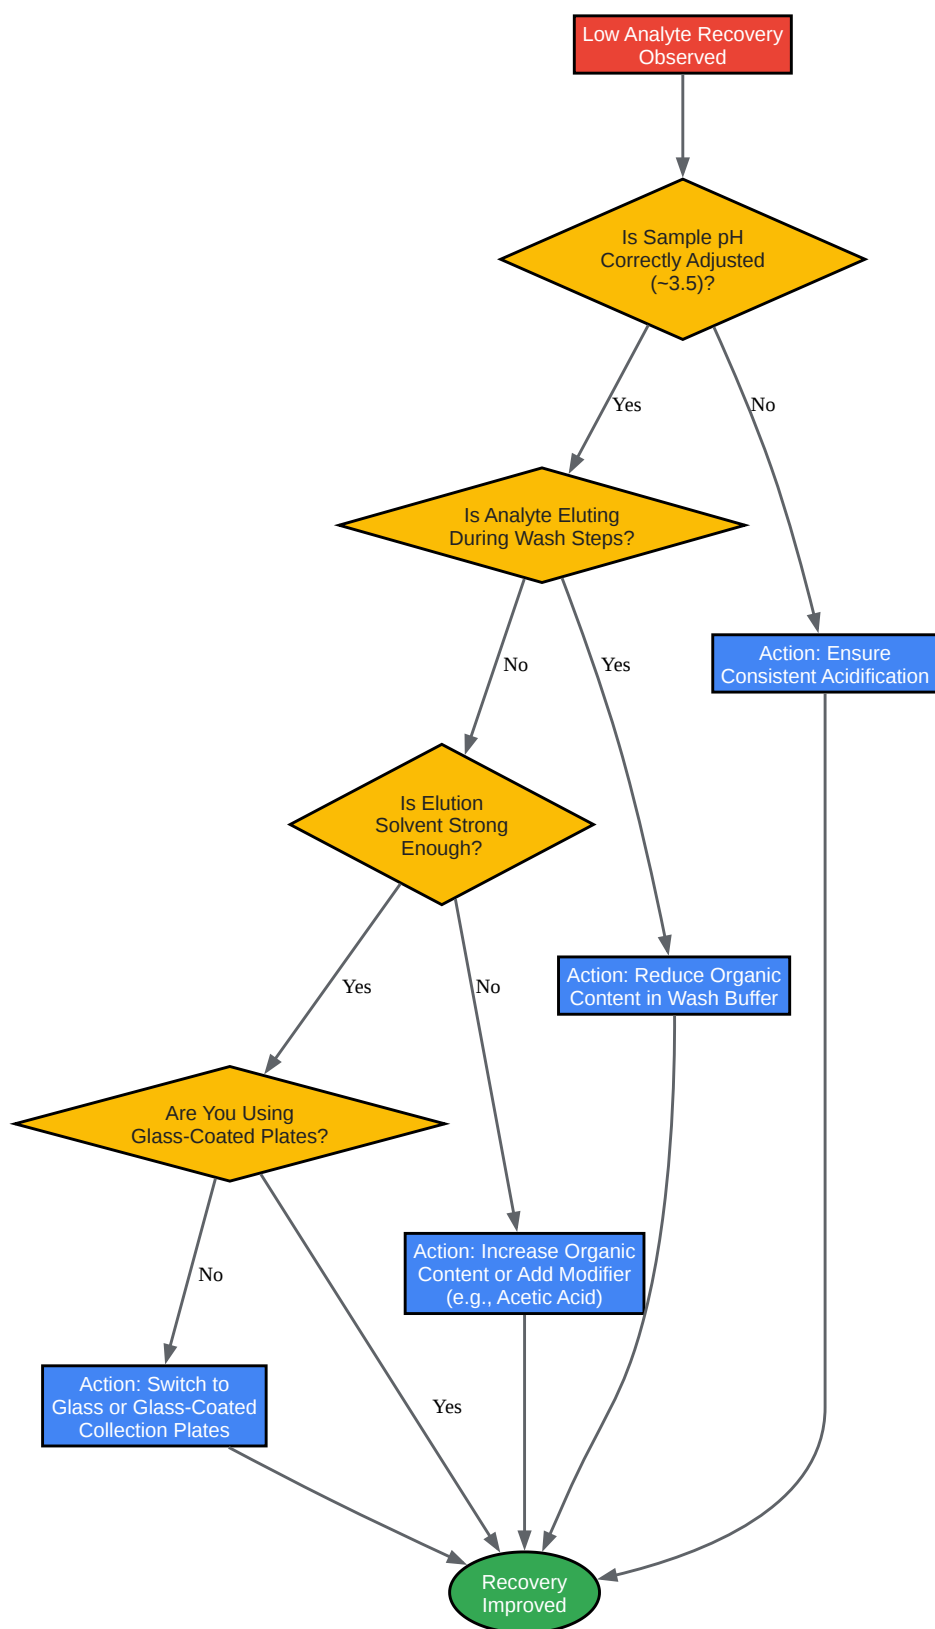 Low Analyte Recovery
Observed
Is Sample pH
Correctly Adjusted
(~3.5)?
Yes
No
Is Analyte Eluting
During Wash Steps?
No
Yes
Action: Ensure
Consistent Acidification
Is Elution
Solvent Strong
Enough?
Yes
No
Action: Reduce Organic
Content in Wash Buffer
Are You Using
Glass-Coated Plates?
No
Yes
Action: Increase Organic
Content or Add Modifier
(e.g., Acetic Acid)
Action: Switch to
Glass or Glass-Coated
Collection Plates
Recovery
Improved